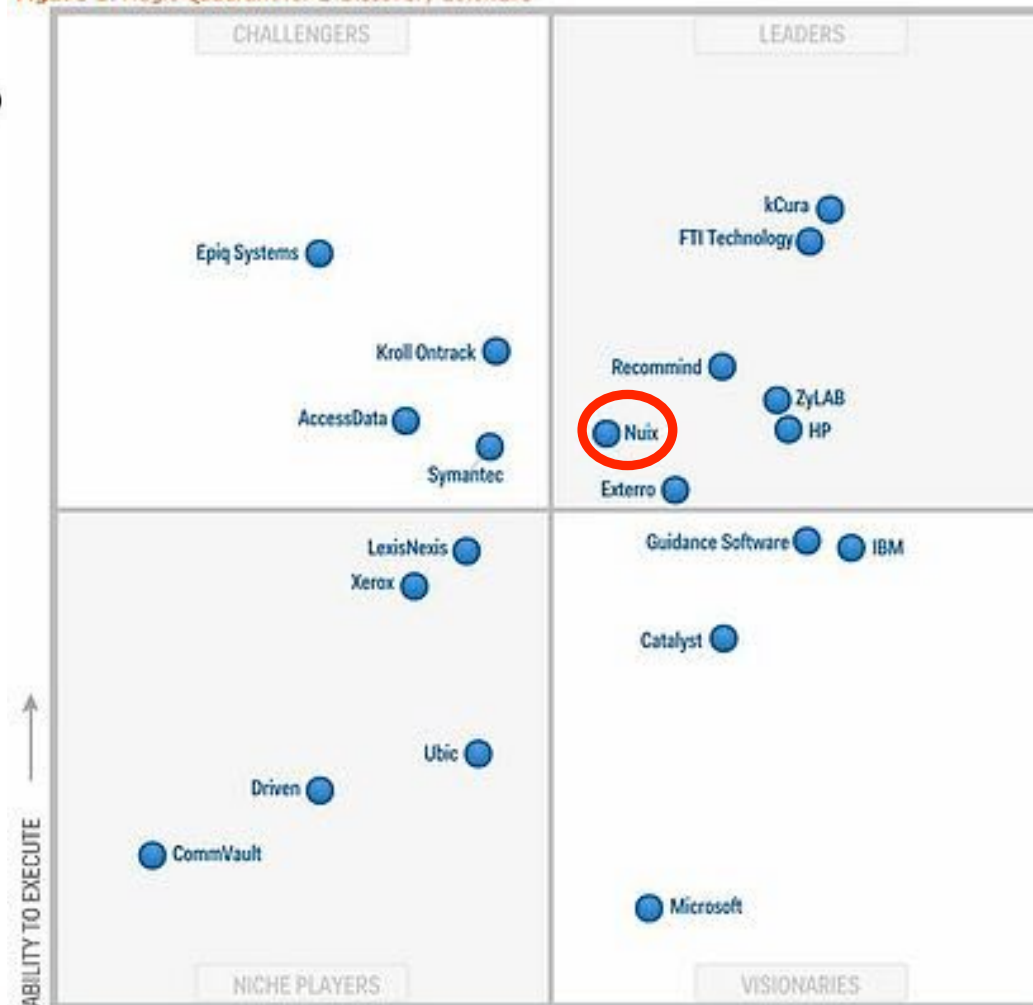 CHALLENGERS
LEADERS
kCura
FTI Technology
Epiq Systems
Kroll Ontrack
Recommind
ZyLAB
AccessData
Nuix
HP
Symantec
Exterro
LexisNexis
Guidance Software
IBM
Xerox
Catalyst
Ubic
Driven
CommVault
Microsoft
ABILITY TO EXECUTE
NICHE PLAYERS
VISIONARIES